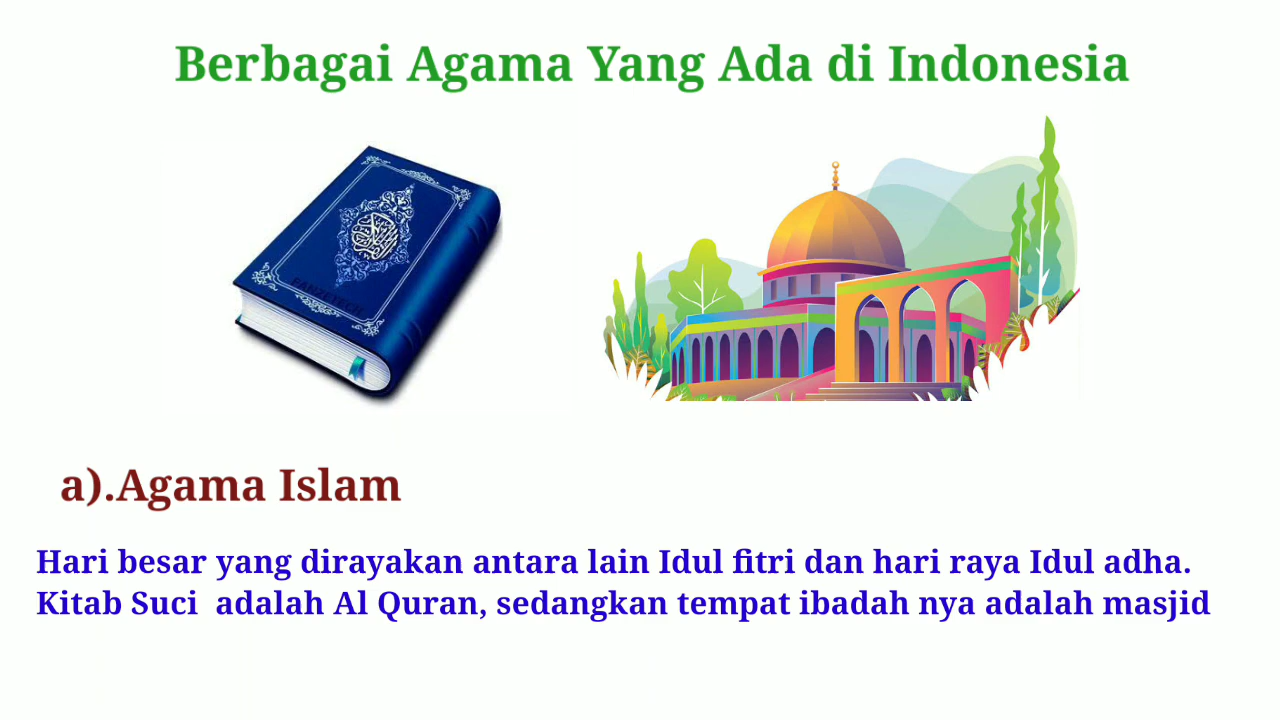 Berbagai Agama Yang Ada di Indonesia
a).Agama Islam
Hari besar yang dirayakan antara lain Idul fitri dan hari raya Idul adha.
Kitab Suci  adalah Al Quran, sedangkan tempat ibadah nya adalah masjid